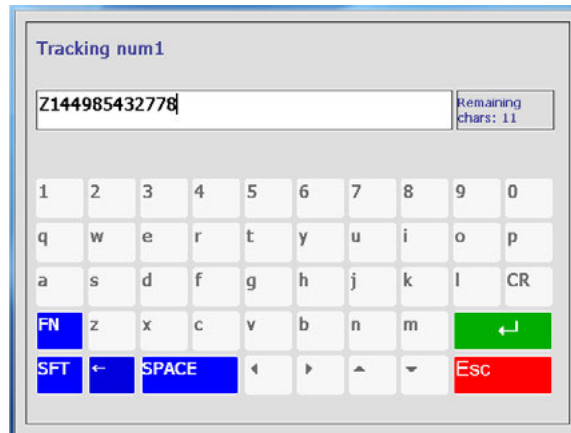 Tracking num1
Z144985432778
Remaining
chars: 11
1 2 3 4 5 6 7 8 9 0
q w e r t y u i o p
a s d f g h j k l CR
FN z x c v b n m
SFT ← SPACE Esc